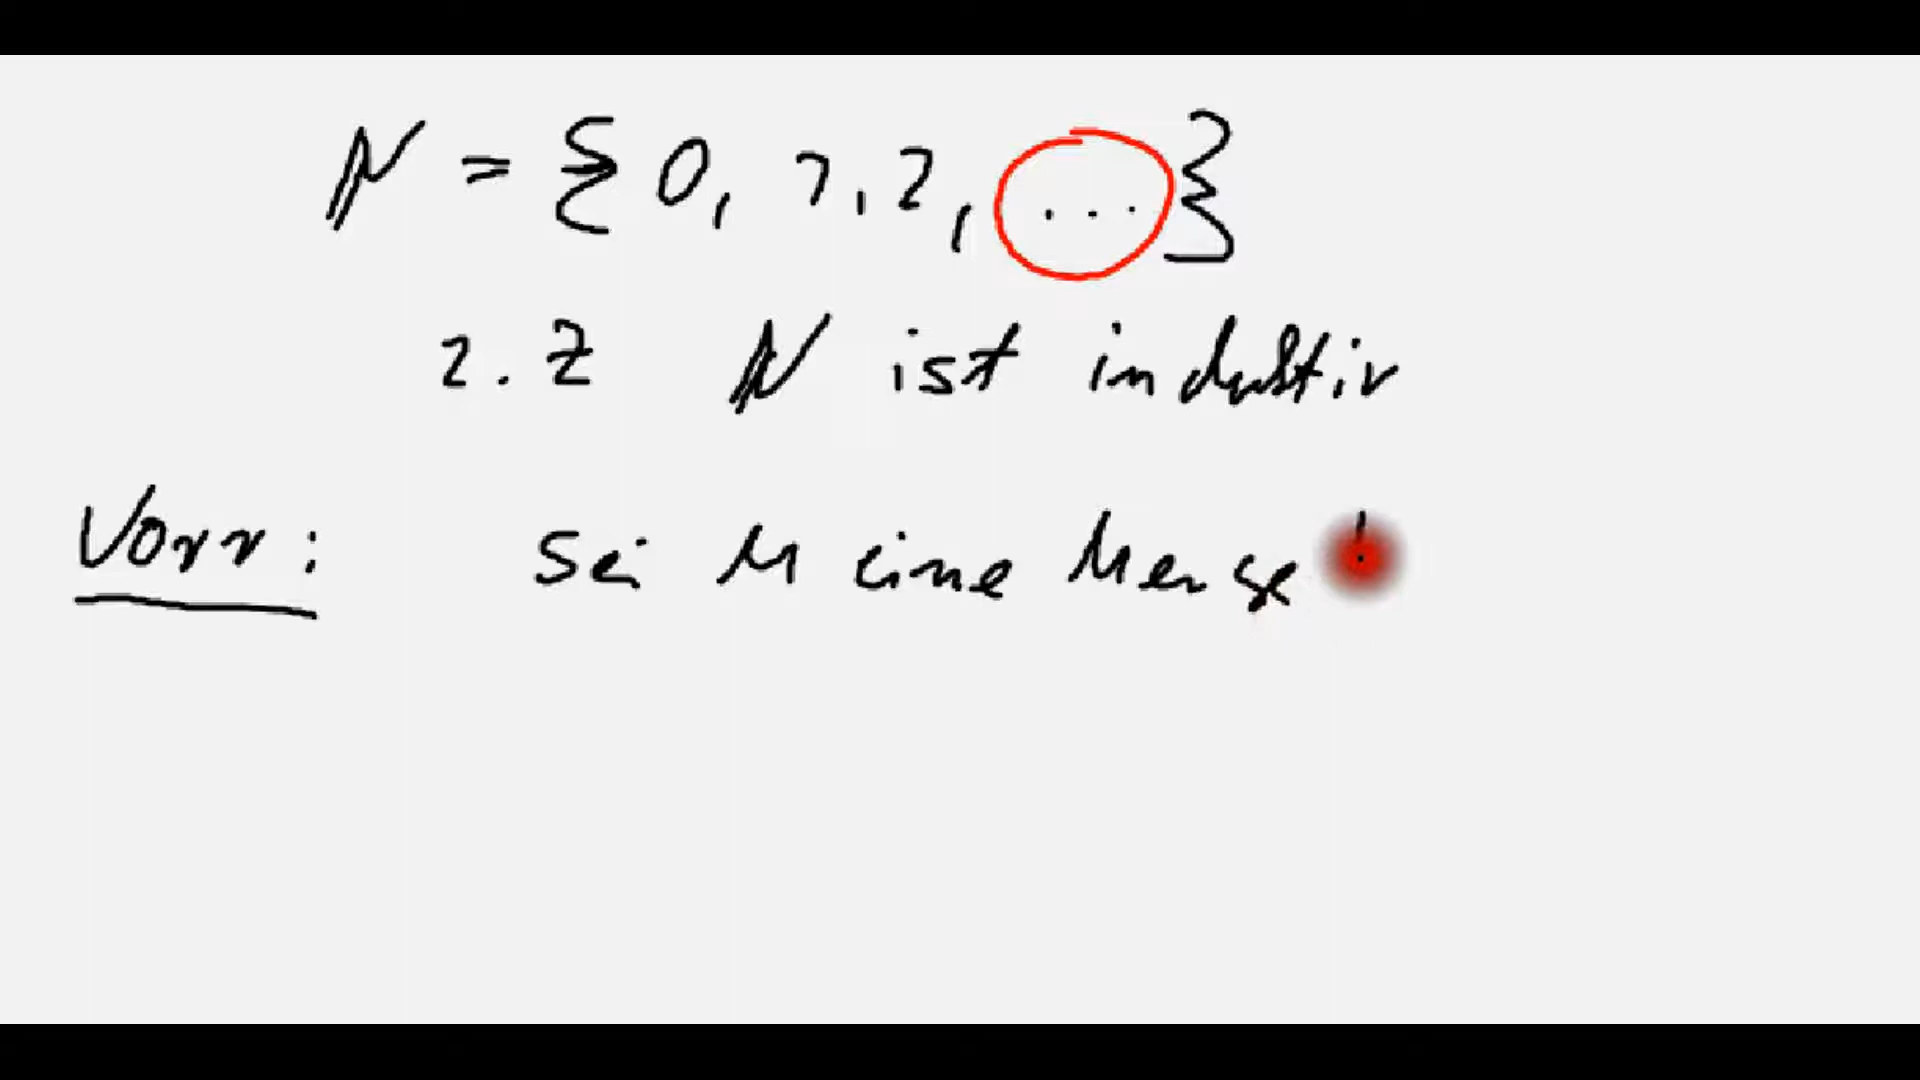 ℕ = {0, 1, 2, ...}
z.Z ℕ ist induktiv
Vorr: Sei M eine Menge